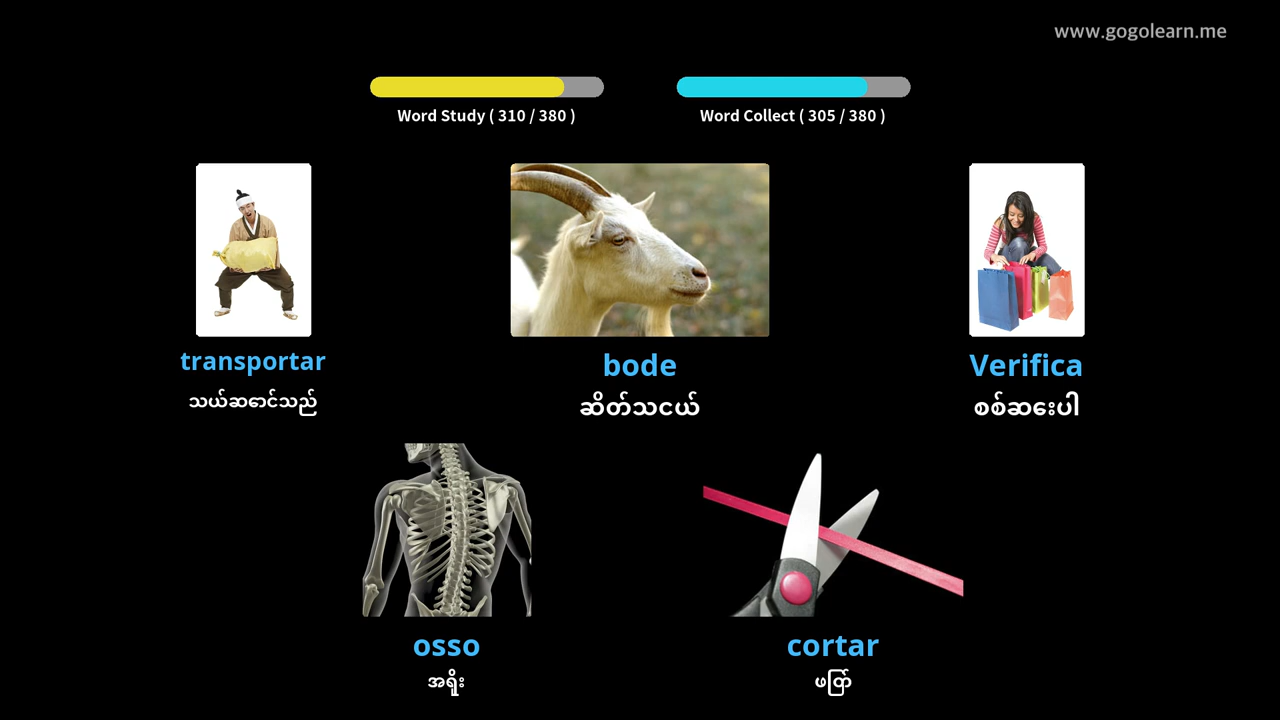 www.gogolearn.me
Word Study ( 310 / 380 )
Word Collect ( 305 / 380 )
transportar
သယ်ဆောင်သည်
bode
ဆိတ်သငယ်
Verifica
စစ်ဆေးပါ
osso
အရိုး
cortar
ဖြတ်